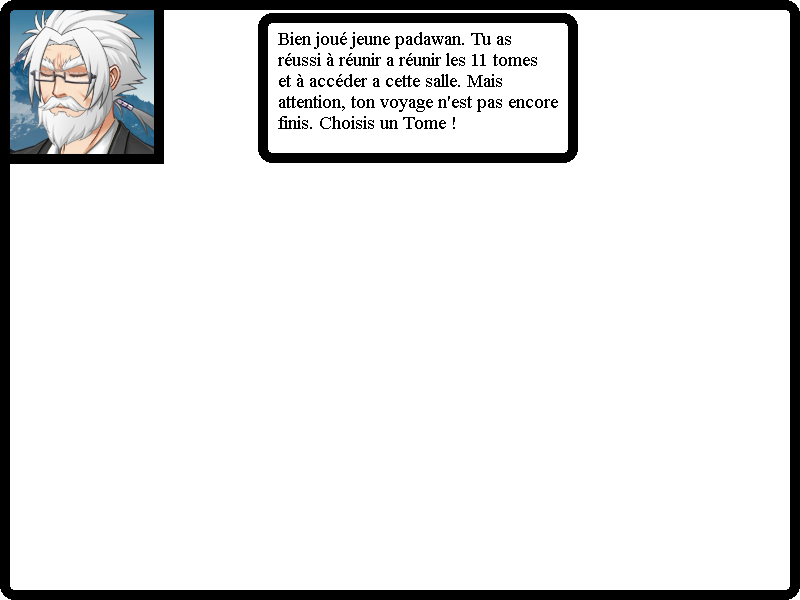 Bien joué jeune padawan. Tu as
réussi à réunir a réunir les 11 tomes
et à accéder a cette salle. Mais
attention, ton voyage n'est pas encore
finis. Choisis un Tome !